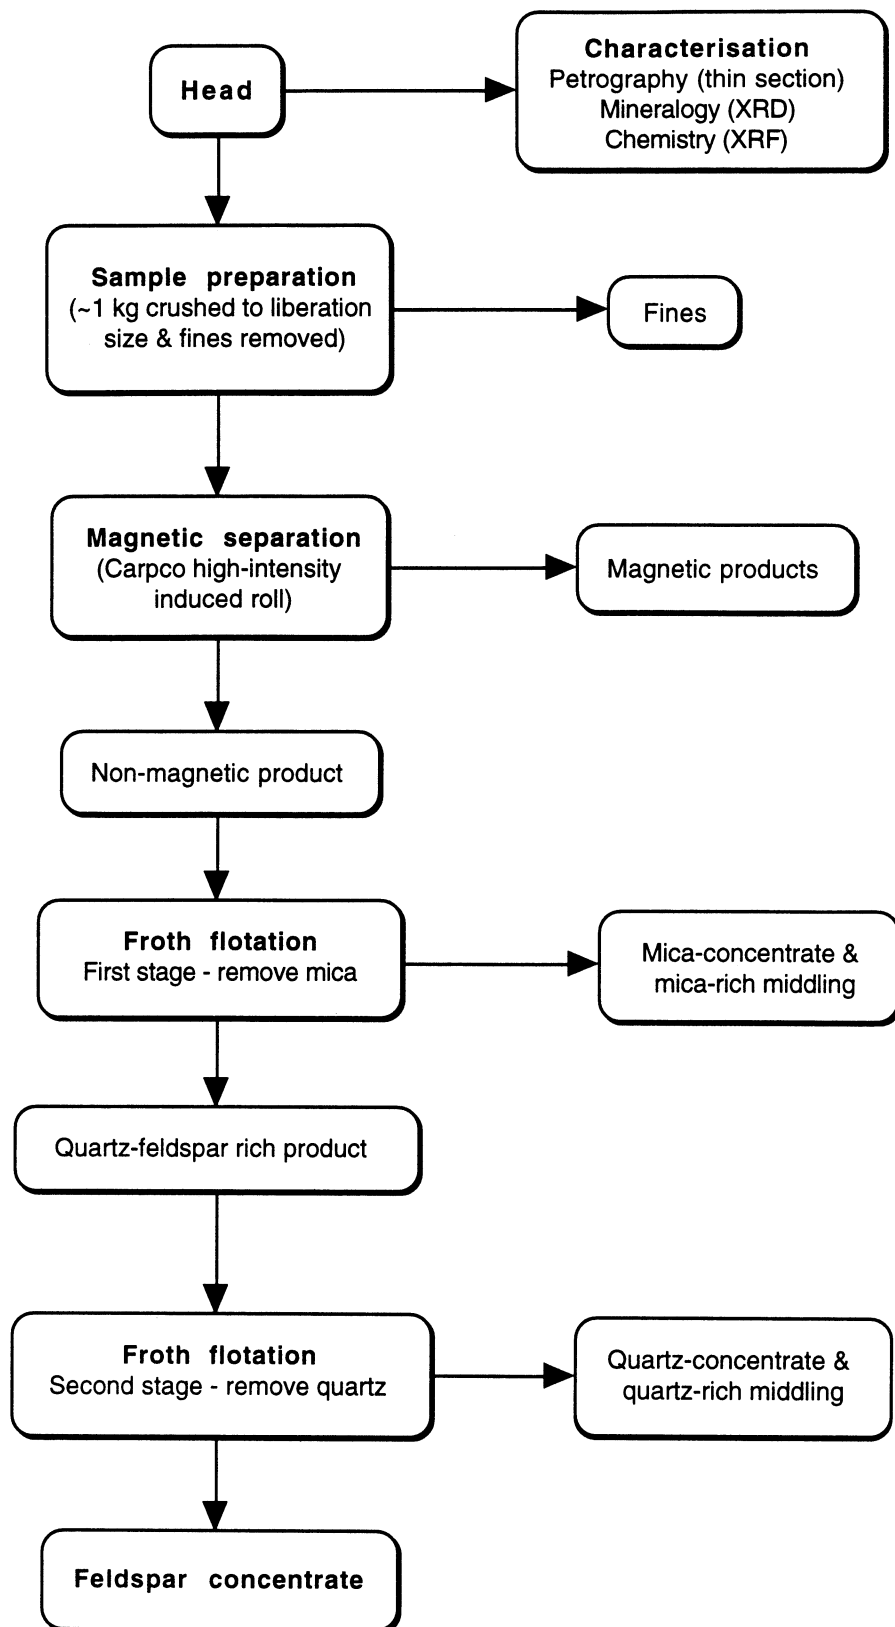 Head
Characterisation
Petrography (thin section)
Mineralogy (XRD)
Chemistry (XRF)
Sample preparation
(~1 kg crushed to liberation
size & fines removed)
Fines
Magnetic separation
(Carpco high-intensity
induced roll)
Magnetic products
Non-magnetic product
Froth flotation
First stage - remove mica
Mica-concentrate &
mica-rich middling
Quartz-feldspar rich product
Froth flotation
Second stage - remove quartz
Quartz-concentrate &
quartz-rich middling
Feldspar concentrate